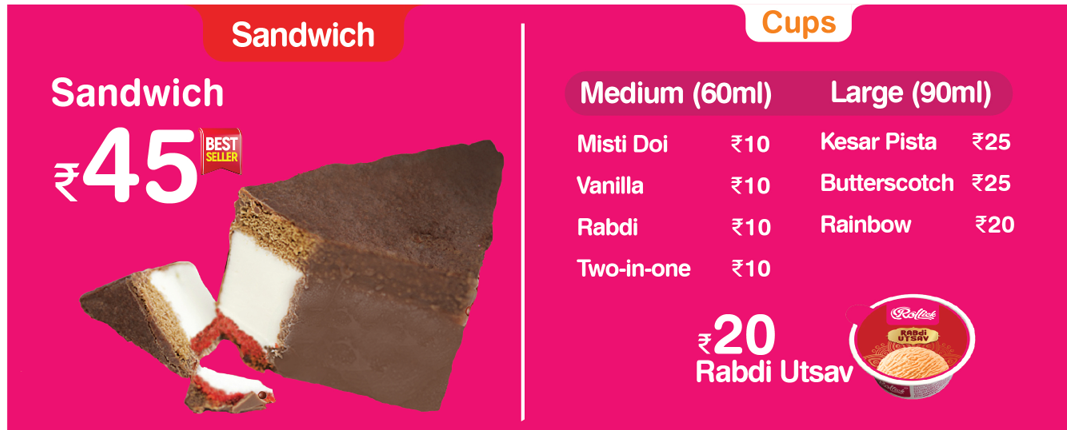 Sandwich
Sandwich
₹45
BEST
SELLER
Cups
Medium (60ml)
Misti Doi ₹10
Vanilla ₹10
Rabdi ₹10
Two-in-one ₹10
Large (90ml)
Kesar Pista ₹25
Butterscotch ₹25
Rainbow ₹20
₹20
Rabdi Utsav
Rollick
RABdi
UTSAV